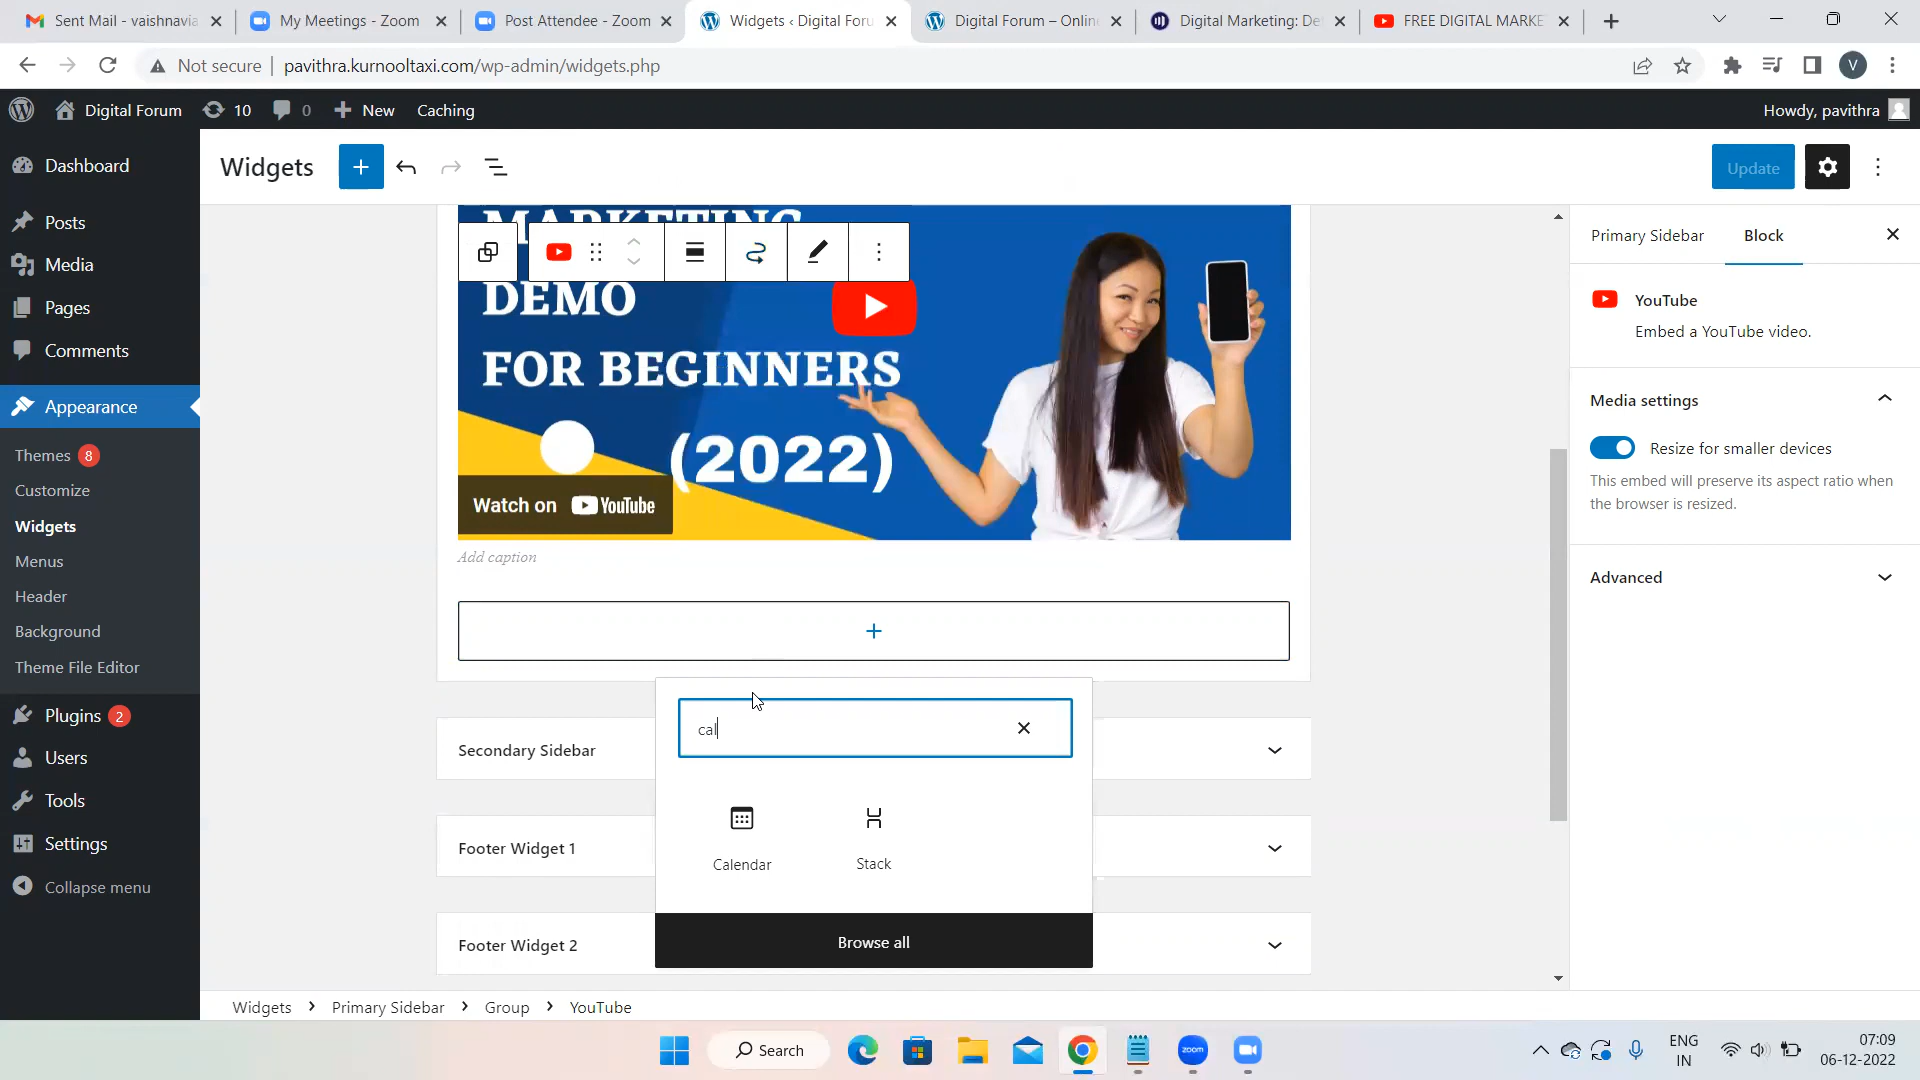 Sent Mail - vaishnavia
My Meetings - Zoom
Post Attendee - Zoom
Widgets ‹ Digital Foru
Digital Forum – Onlin
Digital Marketing: De
FREE DIGITAL MARKE
Not secure
pavithra.kurnooltaxi.com/wp-admin/widgets.php
V
Digital Forum
10
0
New
Caching
Howdy, pavithra
Dashboard
Posts
Media
Pages
Comments
Appearance
Themes 8
Customize
Widgets
Menus
Header
Background
Theme File Editor
Plugins 2
Users
Tools
Settings
Collapse menu
Widgets
Update
MARKETING
DEMO
FOR BEGINNERS
(2022)
Watch on YouTube
Add caption
cal
Calendar
Stack
Browse all
Secondary Sidebar
Footer Widget 1
Footer Widget 2
Primary Sidebar
Block
YouTube
Embed a YouTube video.
Media settings
Resize for smaller devices
This embed will preserve its aspect ratio when
the browser is resized.
Advanced
Widgets
Primary Sidebar
Group
YouTube
Search
zoom
ENG
IN
07:09
06-12-2022